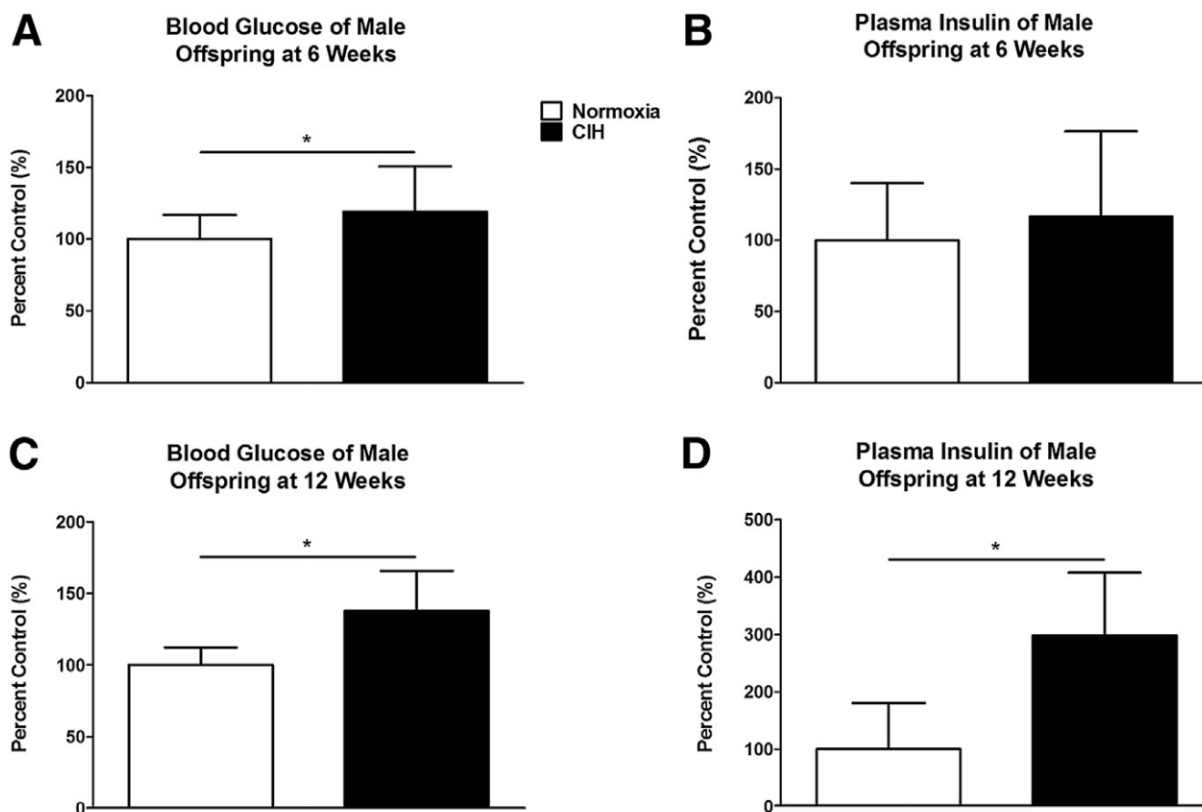 A
Blood Glucose of Male
Offspring at 6 Weeks
Percent Control (%)
200
150
100
50
0
*
Normoxia
CIH
B
Plasma Insulin of Male
Offspring at 6 Weeks
Percent Control (%)
200
150
100
50
0
C
Blood Glucose of Male
Offspring at 12 Weeks
Percent Control (%)
200
150
100
50
0
*
D
Plasma Insulin of Male
Offspring at 12 Weeks
Percent Control (%)
500
400
300
200
100
0
*